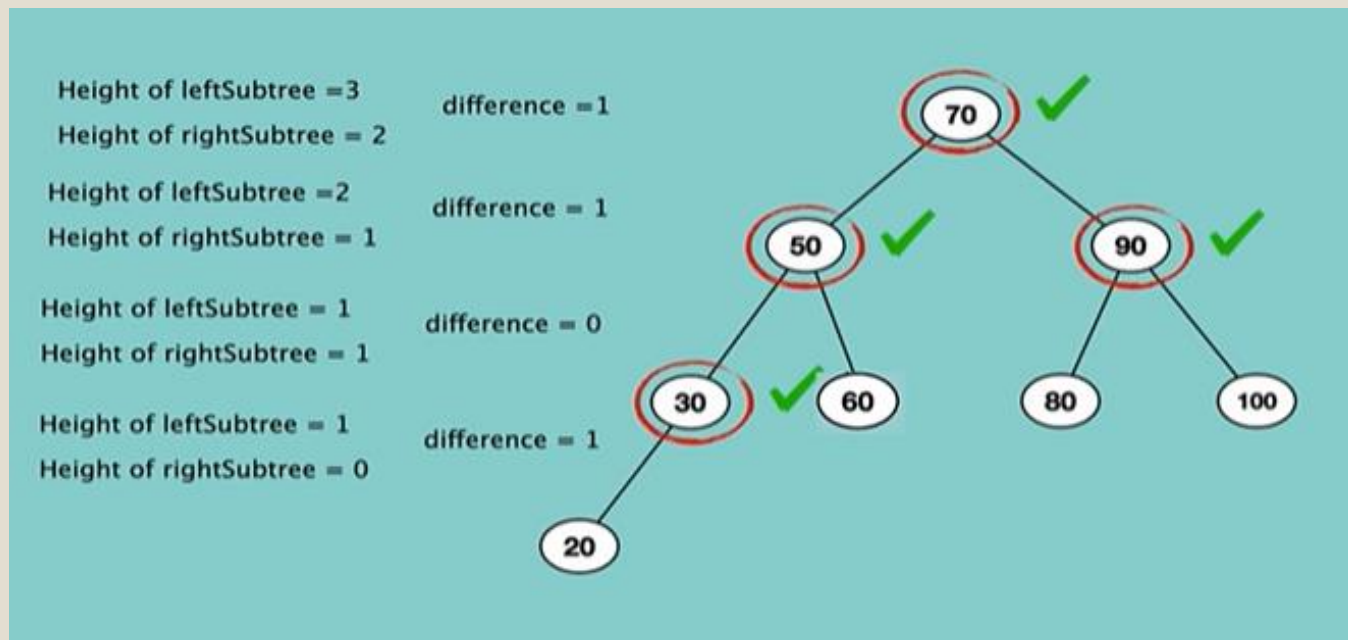 Height of leftSubtree =3
Height of rightSubtree = 2
difference =1
Height of leftSubtree =2
Height of rightSubtree = 1
difference = 1
Height of leftSubtree = 1
Height of rightSubtree = 1
difference = 0
Height of leftSubtree = 1
Height of rightSubtree = 0
difference = 1
70
50
90
30
60
80
100
20